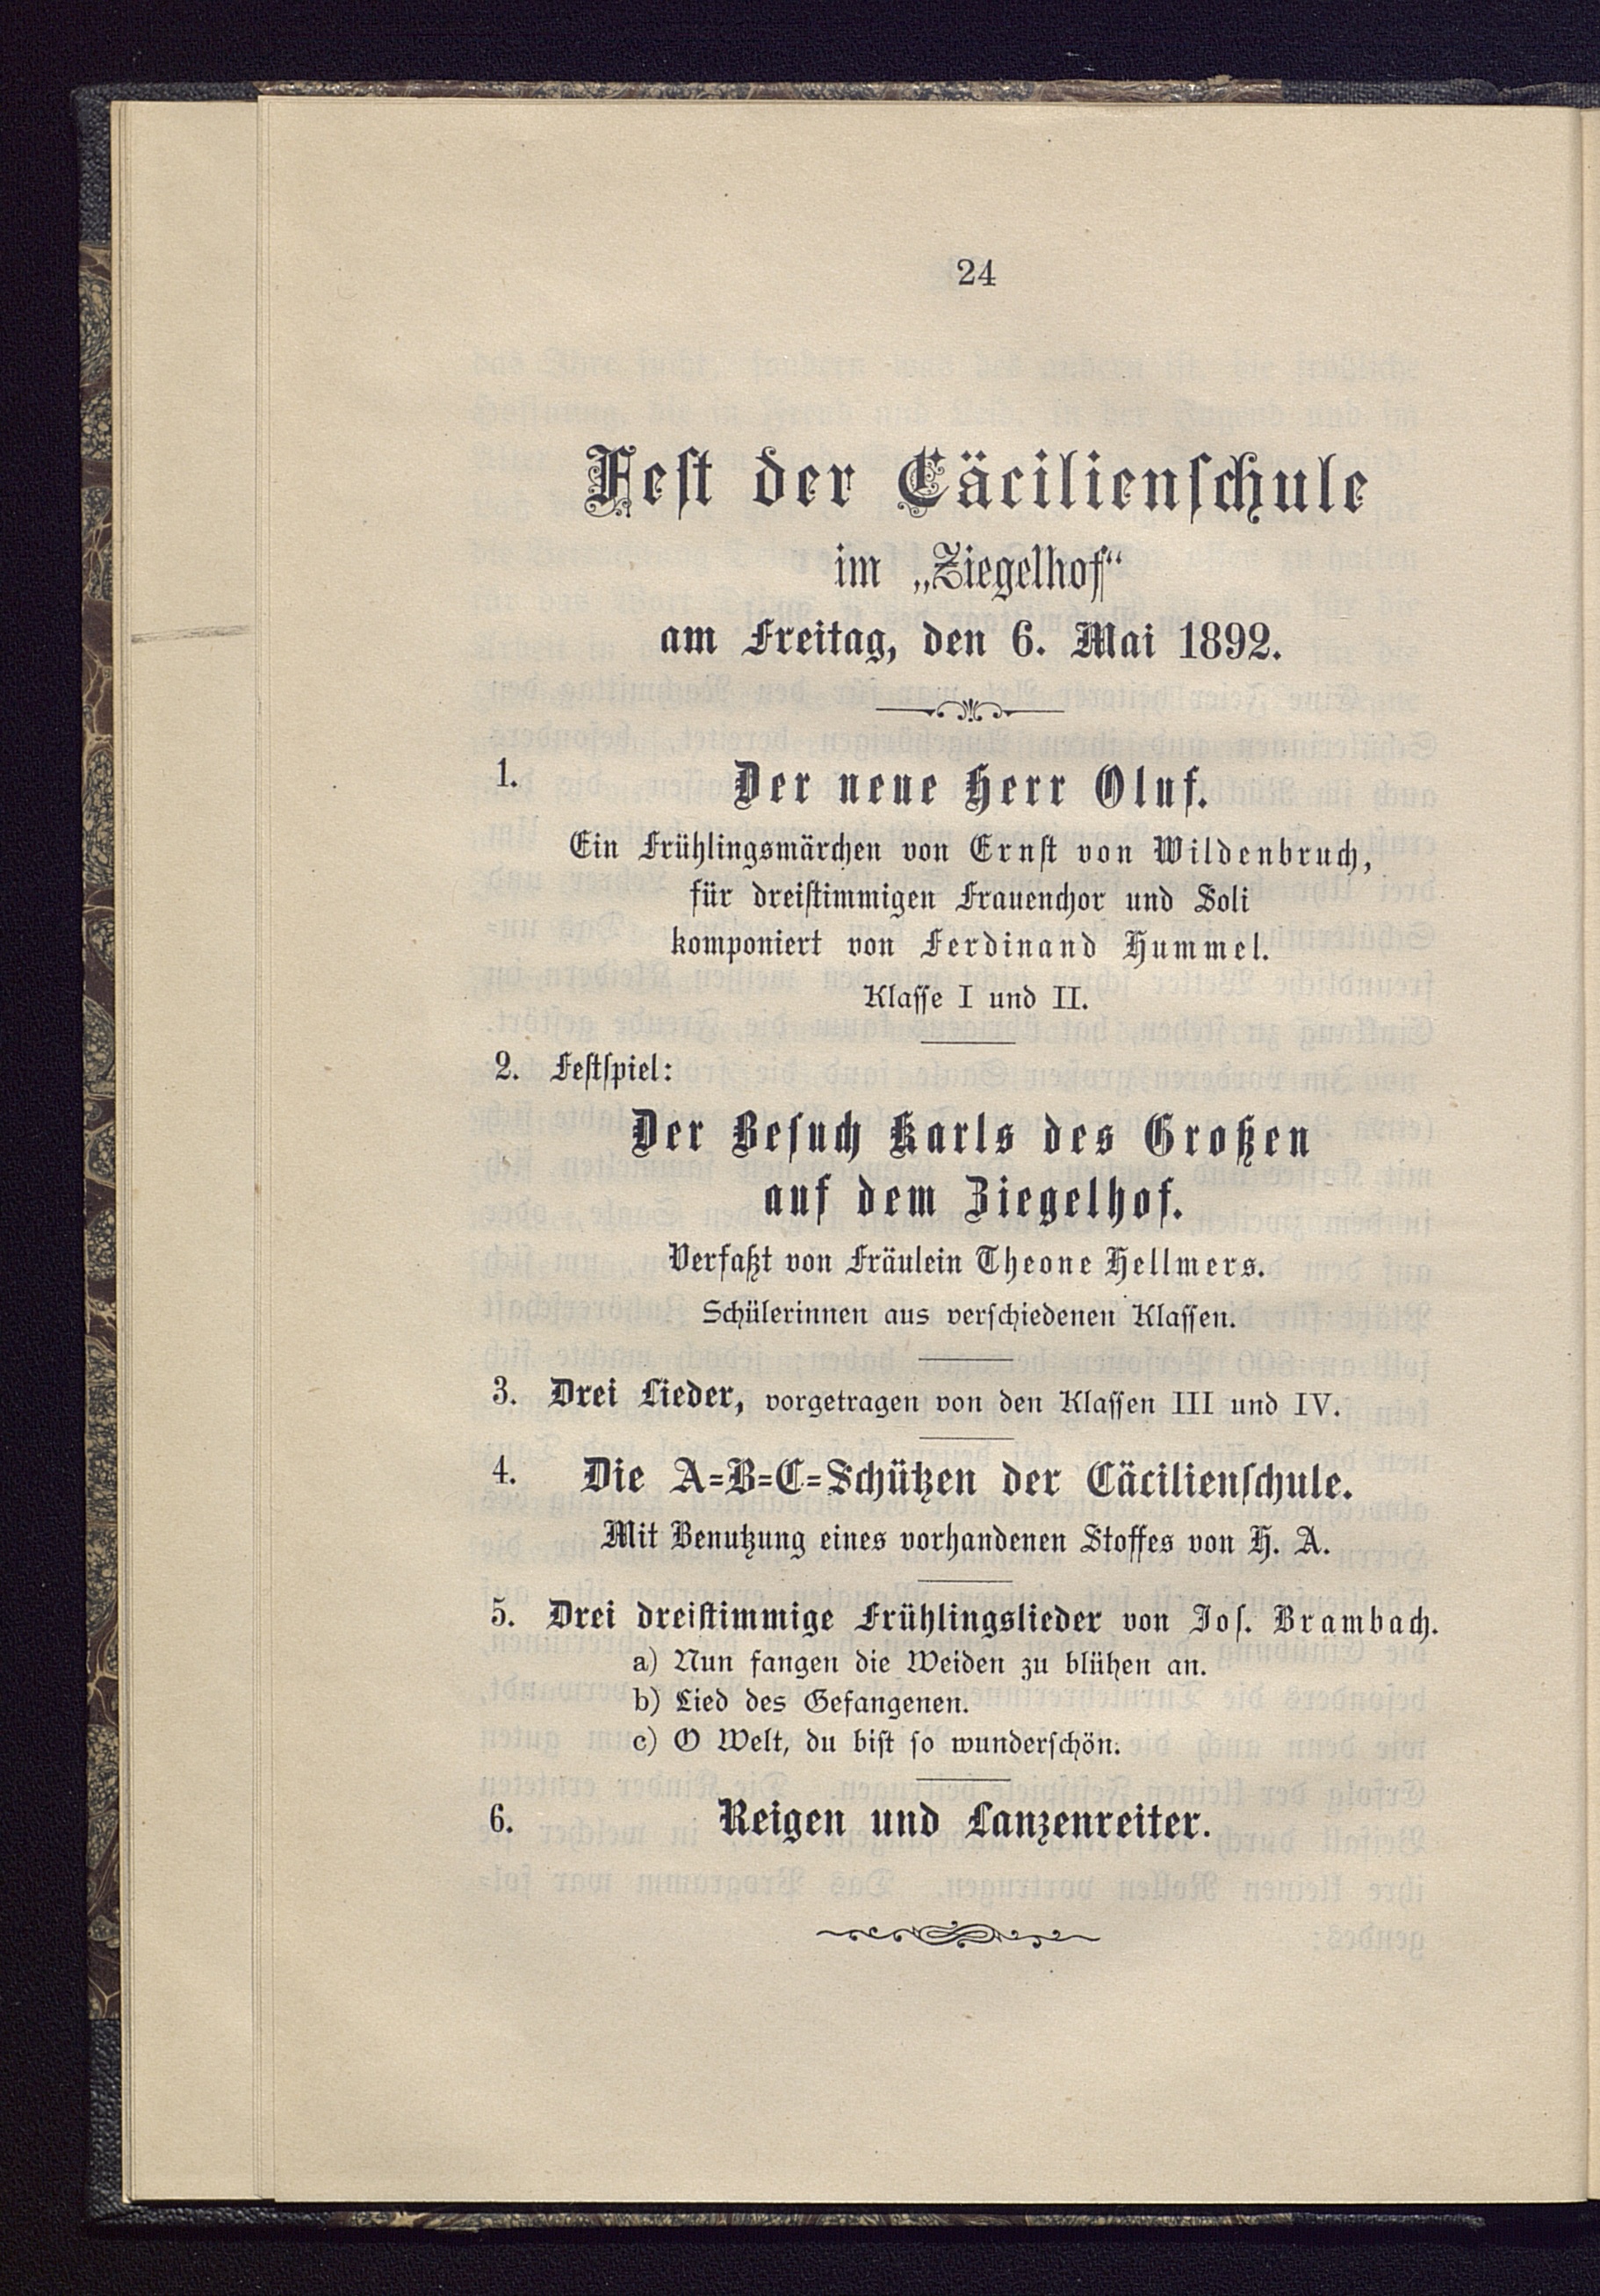 24
Fest der Cäcilienschule
im „Ziegelhof“
am Freitag, den 6. Mai 1892.
1. Der neue Herr Oluf.
Ein Frühlingsmärchen von Ernst von Wildenbruch,
für dreistimmigen Frauenchor und Soli
komponiert von Ferdinand Hummel.
Klasse I und II.
2. Festspiel:
Der Besuch Karls des Großen
auf dem Ziegelhof.
Verfaßt von Fräulein Theone Hellmers.
Schülerinnen aus verschiedenen Klassen.
3. Drei Lieder, vorgetragen von den Klassen III und IV.
4. Die A=B=C=Schützen der Cäcilienschule.
Mit Benutzung eines vorhandenen Stoffes von H. A.
5. Drei dreistimmige Frühlingslieder von Jos. Brambach.
a) Nun fangen die Weiden zu blühen an.
b) Lied des Gefangenen.
c) O Welt, du bist so wunderschön.
6. Reigen und Lanzenreiter.